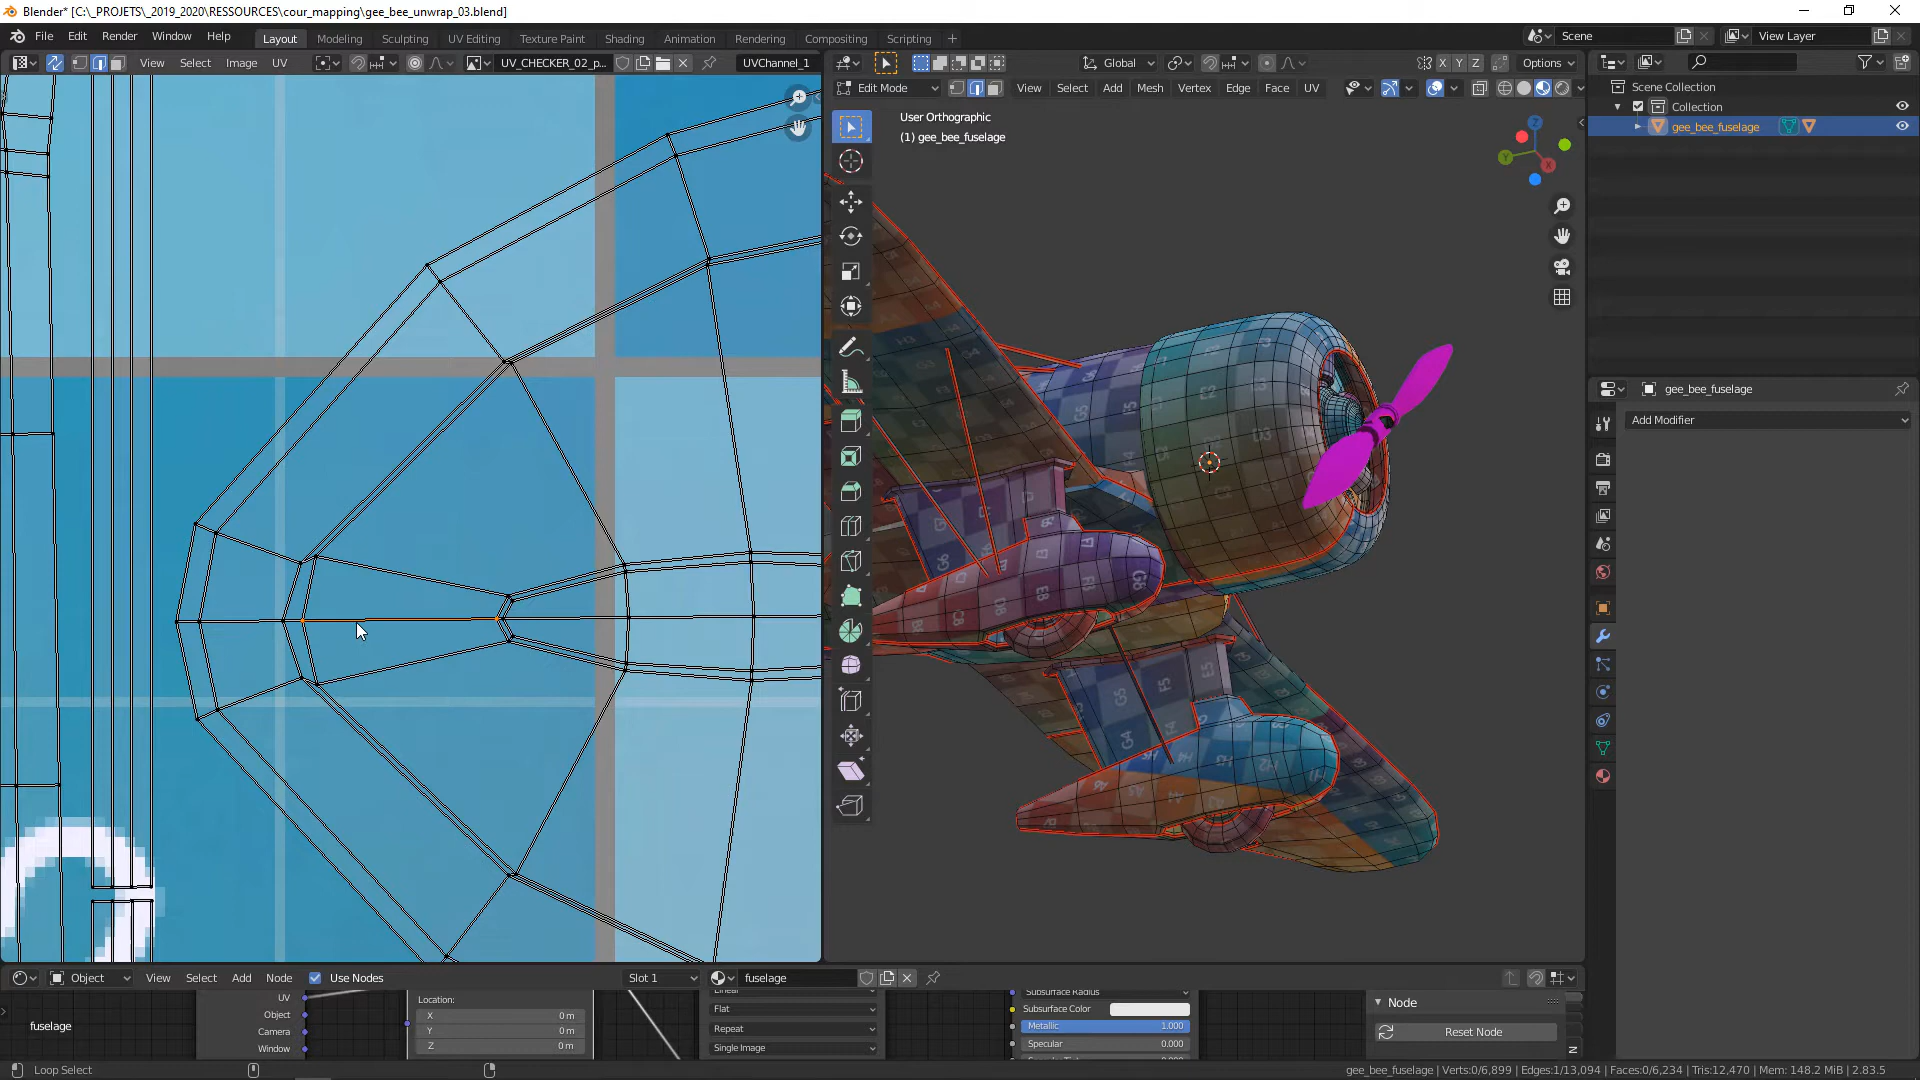 Blender* [C:\_PROJETS\_2019_2020\RESSOURCES\cour_mapping\gee_bee_unwrap_03.blend]
File Edit Render Window Help Layout Modeling Sculpting UV Editing Texture Paint Shading Animation Rendering Compositing Scripting + Scene View Layer
View Select Image UV UV_CHECKER_02_p... UVChannel_1 Global X Y Z Options
Edit Mode View Select Add Mesh Vertex Edge Face UV
Scene Collection
Collection
gee_bee_fuselage
User Orthographic
(1) gee_bee_fuselage
Z
Y
X
gee_bee_fuselage
Add Modifier
Object View Select Add Node Use Nodes Slot 1 fuselage
UV
Object
Camera
Window
Location:
X 0 m
Y 0 m
Z 0 m
Linear
Flat
Repeat
Single Image
Subsurface Radius
Subsurface Color
Metallic 1.000
Specular 0.000
Node
Reset Node
fuselage
Loop Select
gee_bee_fuselage | Verts:0/6,899 | Edges:1/13,094 | Faces:0/6,234 | Tris:12,470 | Mem: 148.2 MiB | 2.83.5